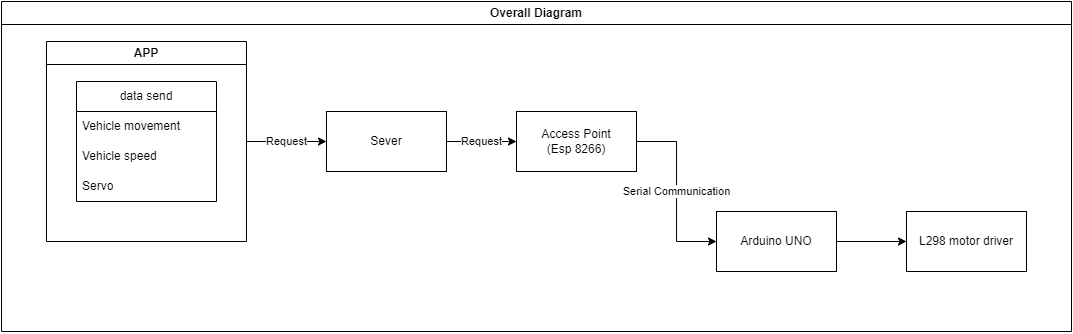 Overall Diagram
APP
data send
Vehicle movement
Vehicle speed
Servo
Request
Sever
Request
Access Point
(Esp 8266)
Serial Communication
Arduino UNO
L298 motor driver